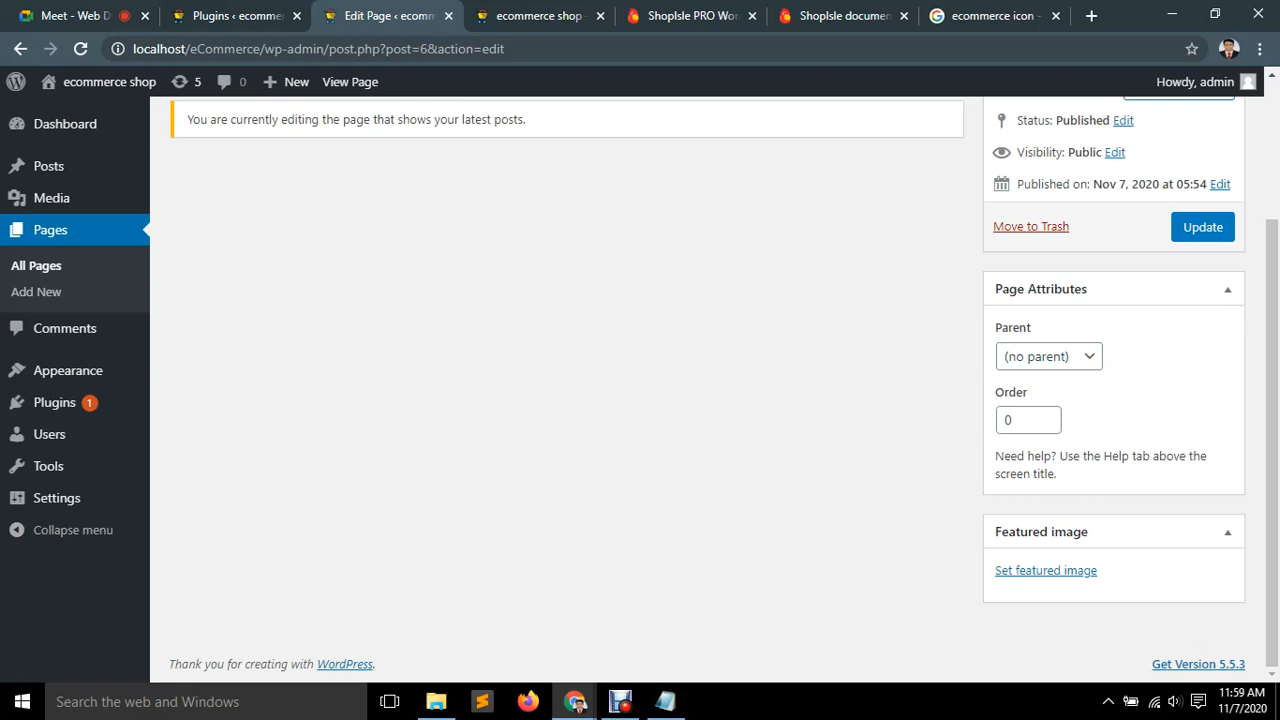 Meet - Web D
Plugins ‹ ecomme
Edit Page ‹ ecomm
ecommerce shop -
ShopIsle PRO Wor
ShopIsle documen
ecommerce icon -
localhost/eCommerce/wp-admin/post.php?post=6&action=edit
ecommerce shop
5
0
New
View Page
Howdy, admin
Dashboard
Posts
Media
Pages
All Pages
Add New
Comments
Appearance
Plugins 1
Users
Tools
Settings
Collapse menu
You are currently editing the page that shows your latest posts.
Status: Published Edit
Visibility: Public Edit
Published on: Nov 7, 2020 at 05:54 Edit
Move to Trash
Update
Page Attributes
Parent
(no parent)
Order
0
Need help? Use the Help tab above the
screen title.
Featured image
Set featured image
Thank you for creating with WordPress.
Get Version 5.5.3
Search the web and Windows
11:59 AM
11/7/2020